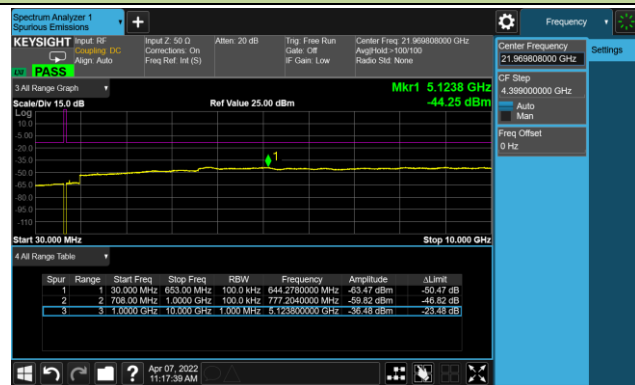 Spectrum Analyzer 1
Spurious Emissions
Frequency
KEYSIGHT
Input: RF
Coupling: DC
Align: Auto
Input Z: 50 Ω
Corrections: On
Freq Ref: Int (S)
Atten: 20 dB
Trig: Free Run
Gate: Off
IF Gain: Low
Center Freq: 21.969808000 GHz
Avg|Hold:>100/100
Radio Std: None
PASS
Center Frequency
21.969808000 GHz
Settings
CF Step
4.399000000 GHz
Auto
Man
Freq Offset
0 Hz
3 All Range Graph
Mkr1 5.1238 GHz
Scale/Div 15.0 dB
Ref Value 25.00 dBm
-44.25 dBm
Log
10.0
-5.00
-20.0
-35.0
-50.0
-65.0
-80.0
-95.0
-110
1
Start 30.000 MHz
Stop 10.000 GHz
4 All Range Table
Spur Range Start Freq Stop Freq RBW Frequency Amplitude ΔLimit
1 1 30.000 MHz 653.00 MHz 100.0 kHz 644.2780000 MHz -63.47 dBm -50.47 dB
2 2 708.00 MHz 1.0000 GHz 100.0 kHz 777.2040000 MHz -59.82 dBm -46.82 dB
3 3 1.0000 GHz 10.000 GHz 1.000 MHz 5.123800000 GHz -36.48 dBm -23.48 dB
?
Apr 07, 2022
11:17:39 AM